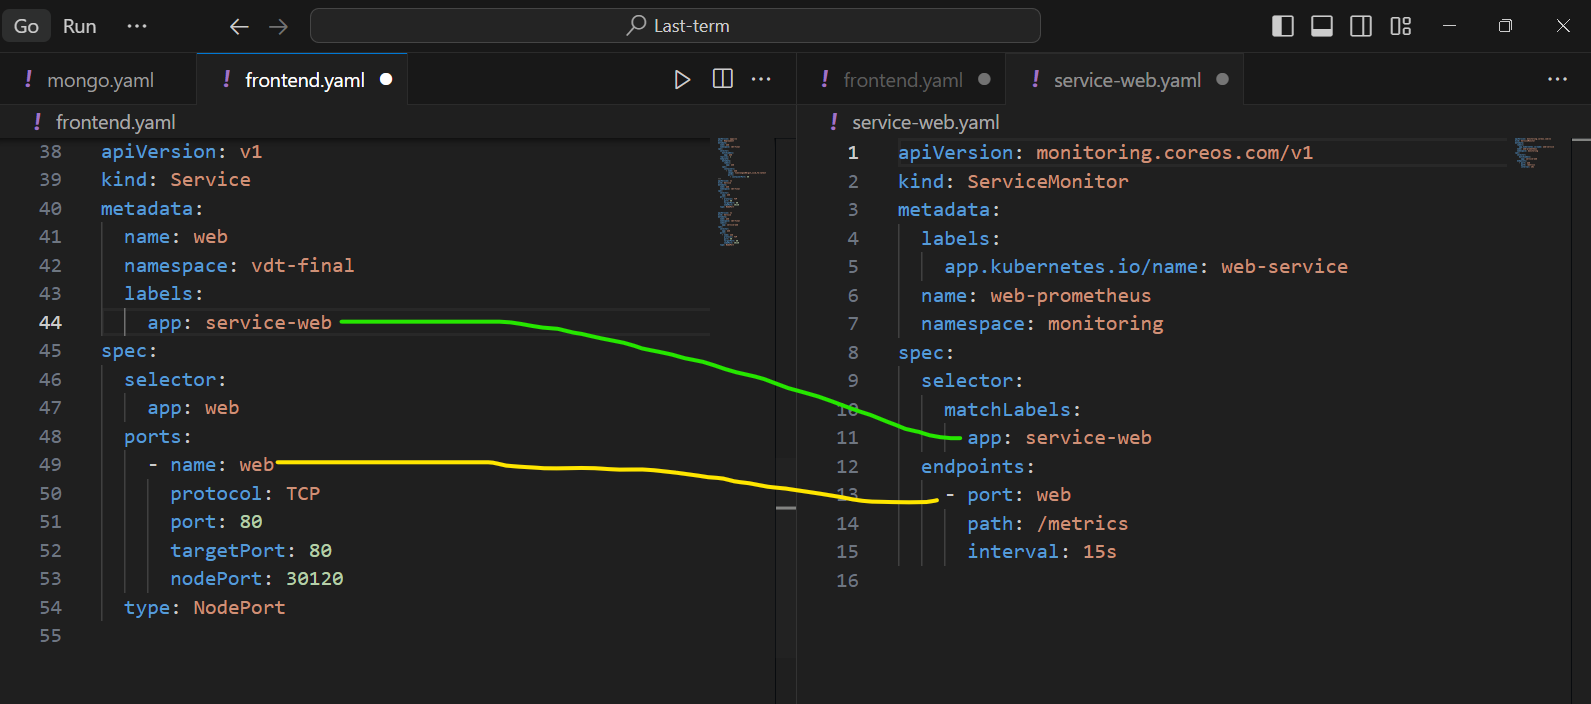 Go Run ··· Last-term
mongo.yaml frontend.yaml
frontend.yaml service-web.yaml
frontend.yaml
38 apiVersion: v1
39 kind: Service
40 metadata:
41 name: web
42 namespace: vdt-final
43 labels:
44 app: service-web
45 spec:
46 selector:
47 app: web
48 ports:
49 - name: web
50 protocol: TCP
51 port: 80
52 targetPort: 80
53 nodePort: 30120
54 type: NodePort
55
service-web.yaml
1 apiVersion: monitoring.coreos.com/v1
2 kind: ServiceMonitor
3 metadata:
4 labels:
5 app.kubernetes.io/name: web-service
6 name: web-prometheus
7 namespace: monitoring
8 spec:
9 selector:
10 matchLabels:
11 app: service-web
12 endpoints:
13 - port: web
14 path: /metrics
15 interval: 15s
16